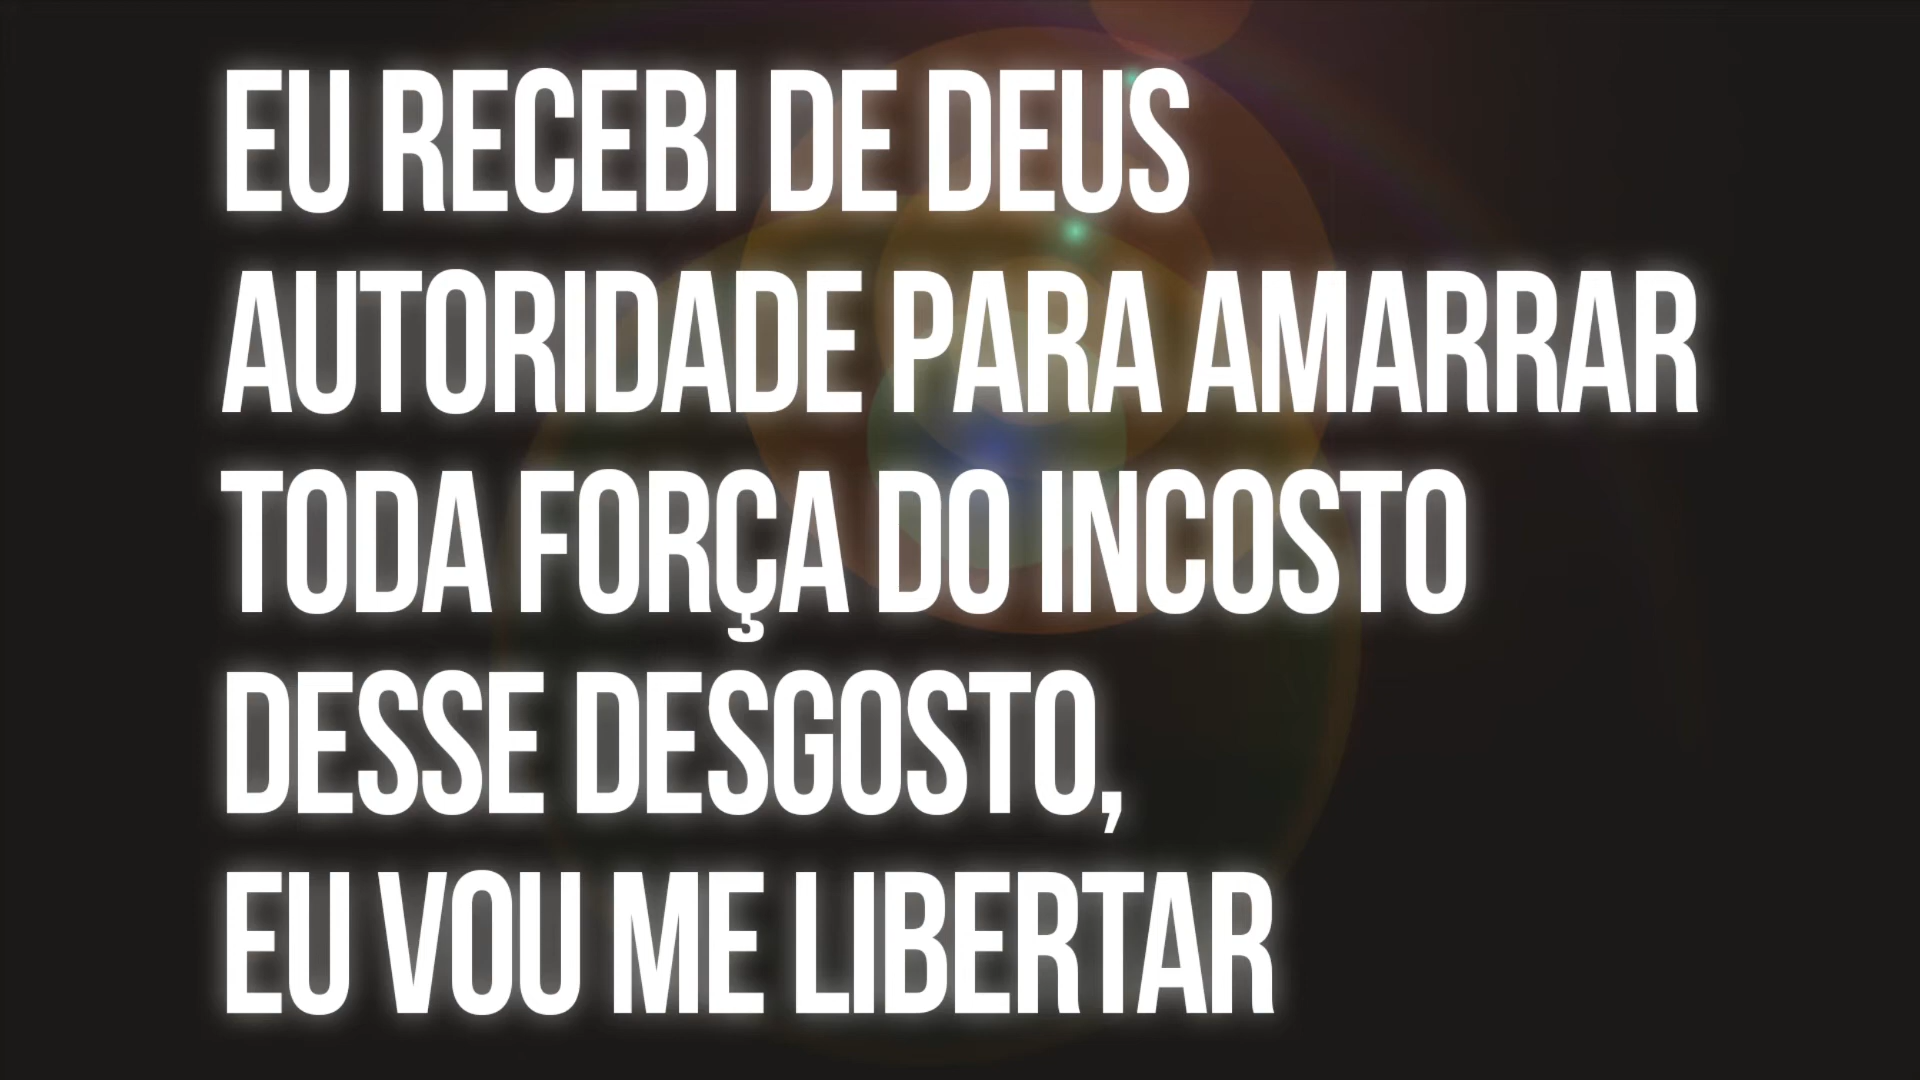 EU RECEBI DE DEUS
AUTORIDADE PARA AMARRAR
TODA FORÇA DO INCOSTO
DESSE DESGOSTO,
EU VOU ME LIBERTAR